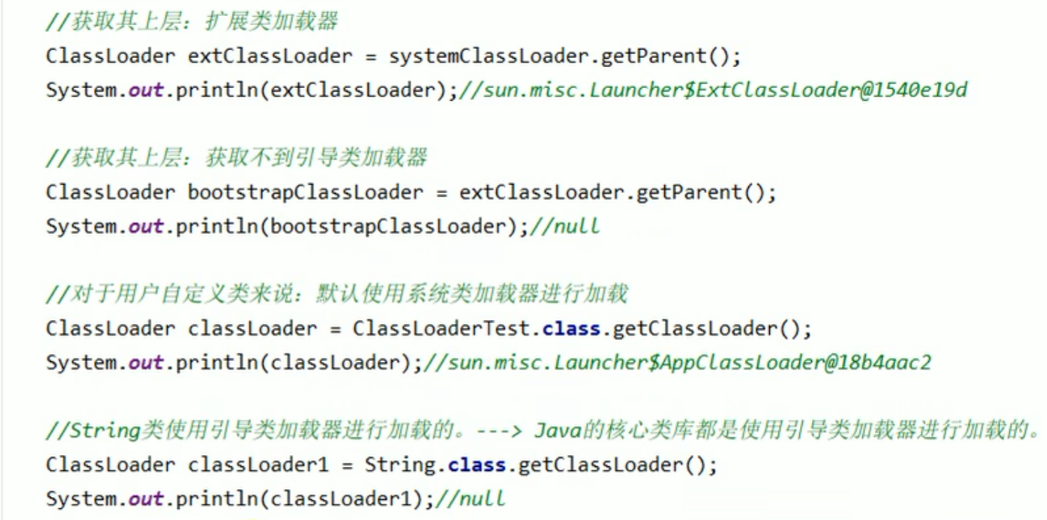 //获取其上层：扩展类加载器
ClassLoader extClassLoader = systemClassLoader.getParent();
System.out.println(extClassLoader);//sun.misc.Launcher$ExtClassLoader@1540e19d
//获取其上层：获取不到引导类加载器
ClassLoader bootstrapClassLoader = extClassLoader.getParent();
System.out.println(bootstrapClassLoader);//null
//对于用户自定义类来说：默认使用系统类加载器进行加载
ClassLoader classLoader = ClassLoaderTest.class.getClassLoader();
System.out.println(classLoader);//sun.misc.Launcher$AppClassLoader@18b4aac2
//String类使用引导类加载器进行加载的。---> Java的核心类库都是使用引导类加载器进行加载的。
ClassLoader classLoader1 = String.class.getClassLoader();
System.out.println(classLoader1);//null